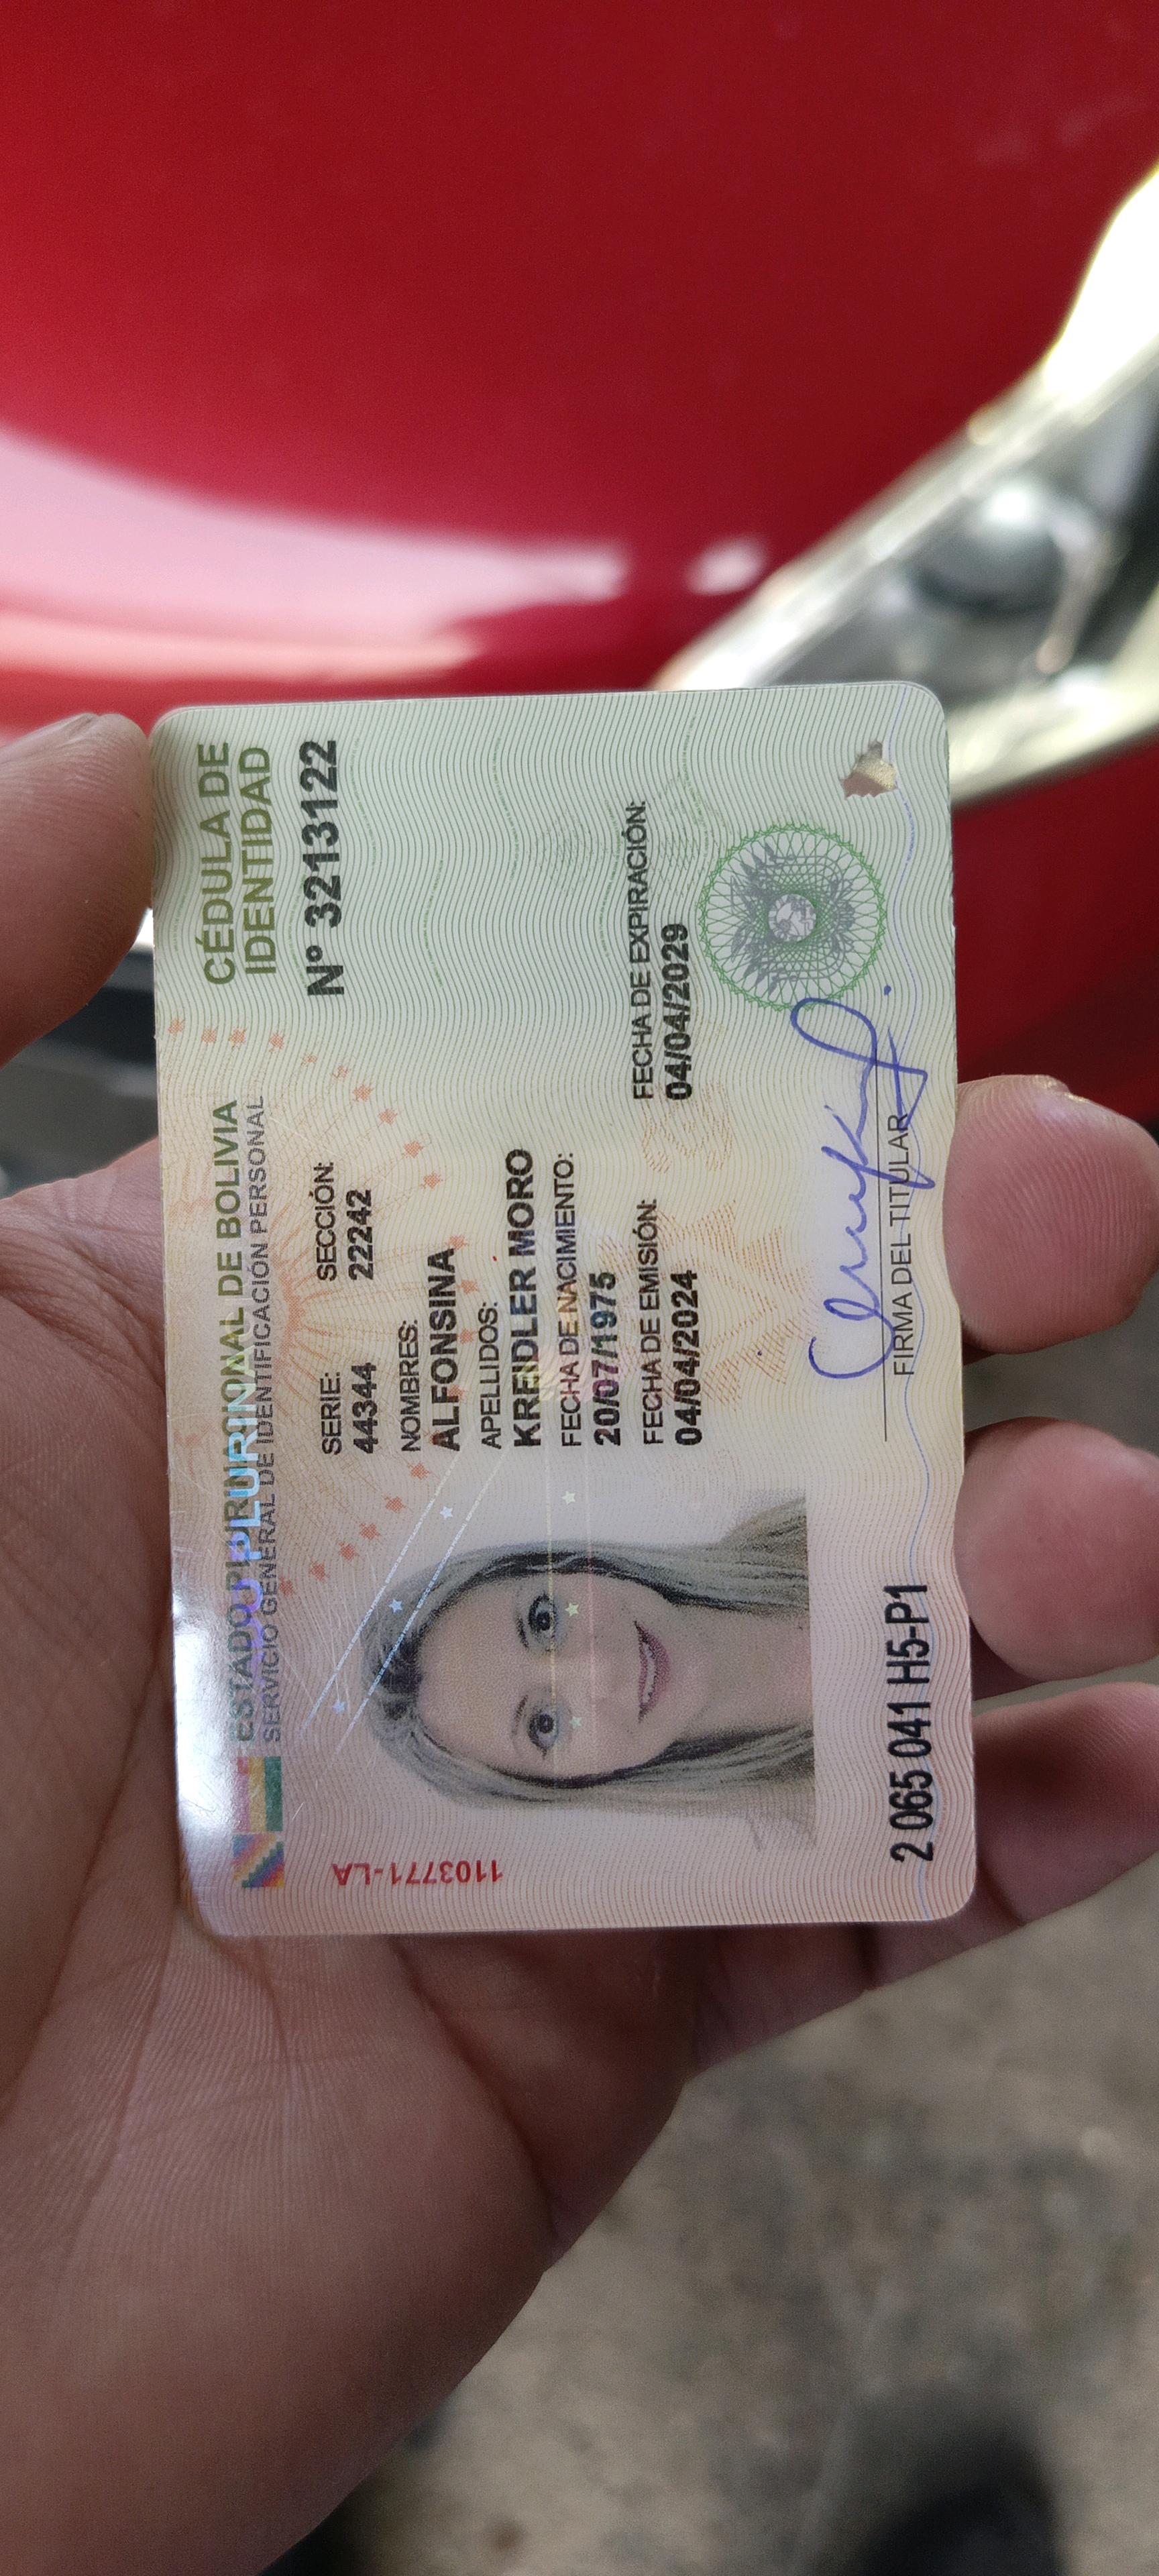 ESTADO PLURINACIONAL DE BOLIVIA
SERVICIO GENERAL DE IDENTIFICACIÓN PERSONAL
CÉDULA DE
IDENTIDAD
Nº 3213122
SERIE: SECCIÓN:
44344 22242
NOMBRES:
ALFONSINA
APELLIDOS:
KREIDLER MORO
FECHA DE NACIMIENTO:
20/07/1975
FECHA DE EMISIÓN: FECHA DE EXPIRACIÓN:
04/04/2024 04/04/2029
FIRMA DEL TITULAR
1103771-LA
2 065 041 H5-P1
PLURINA